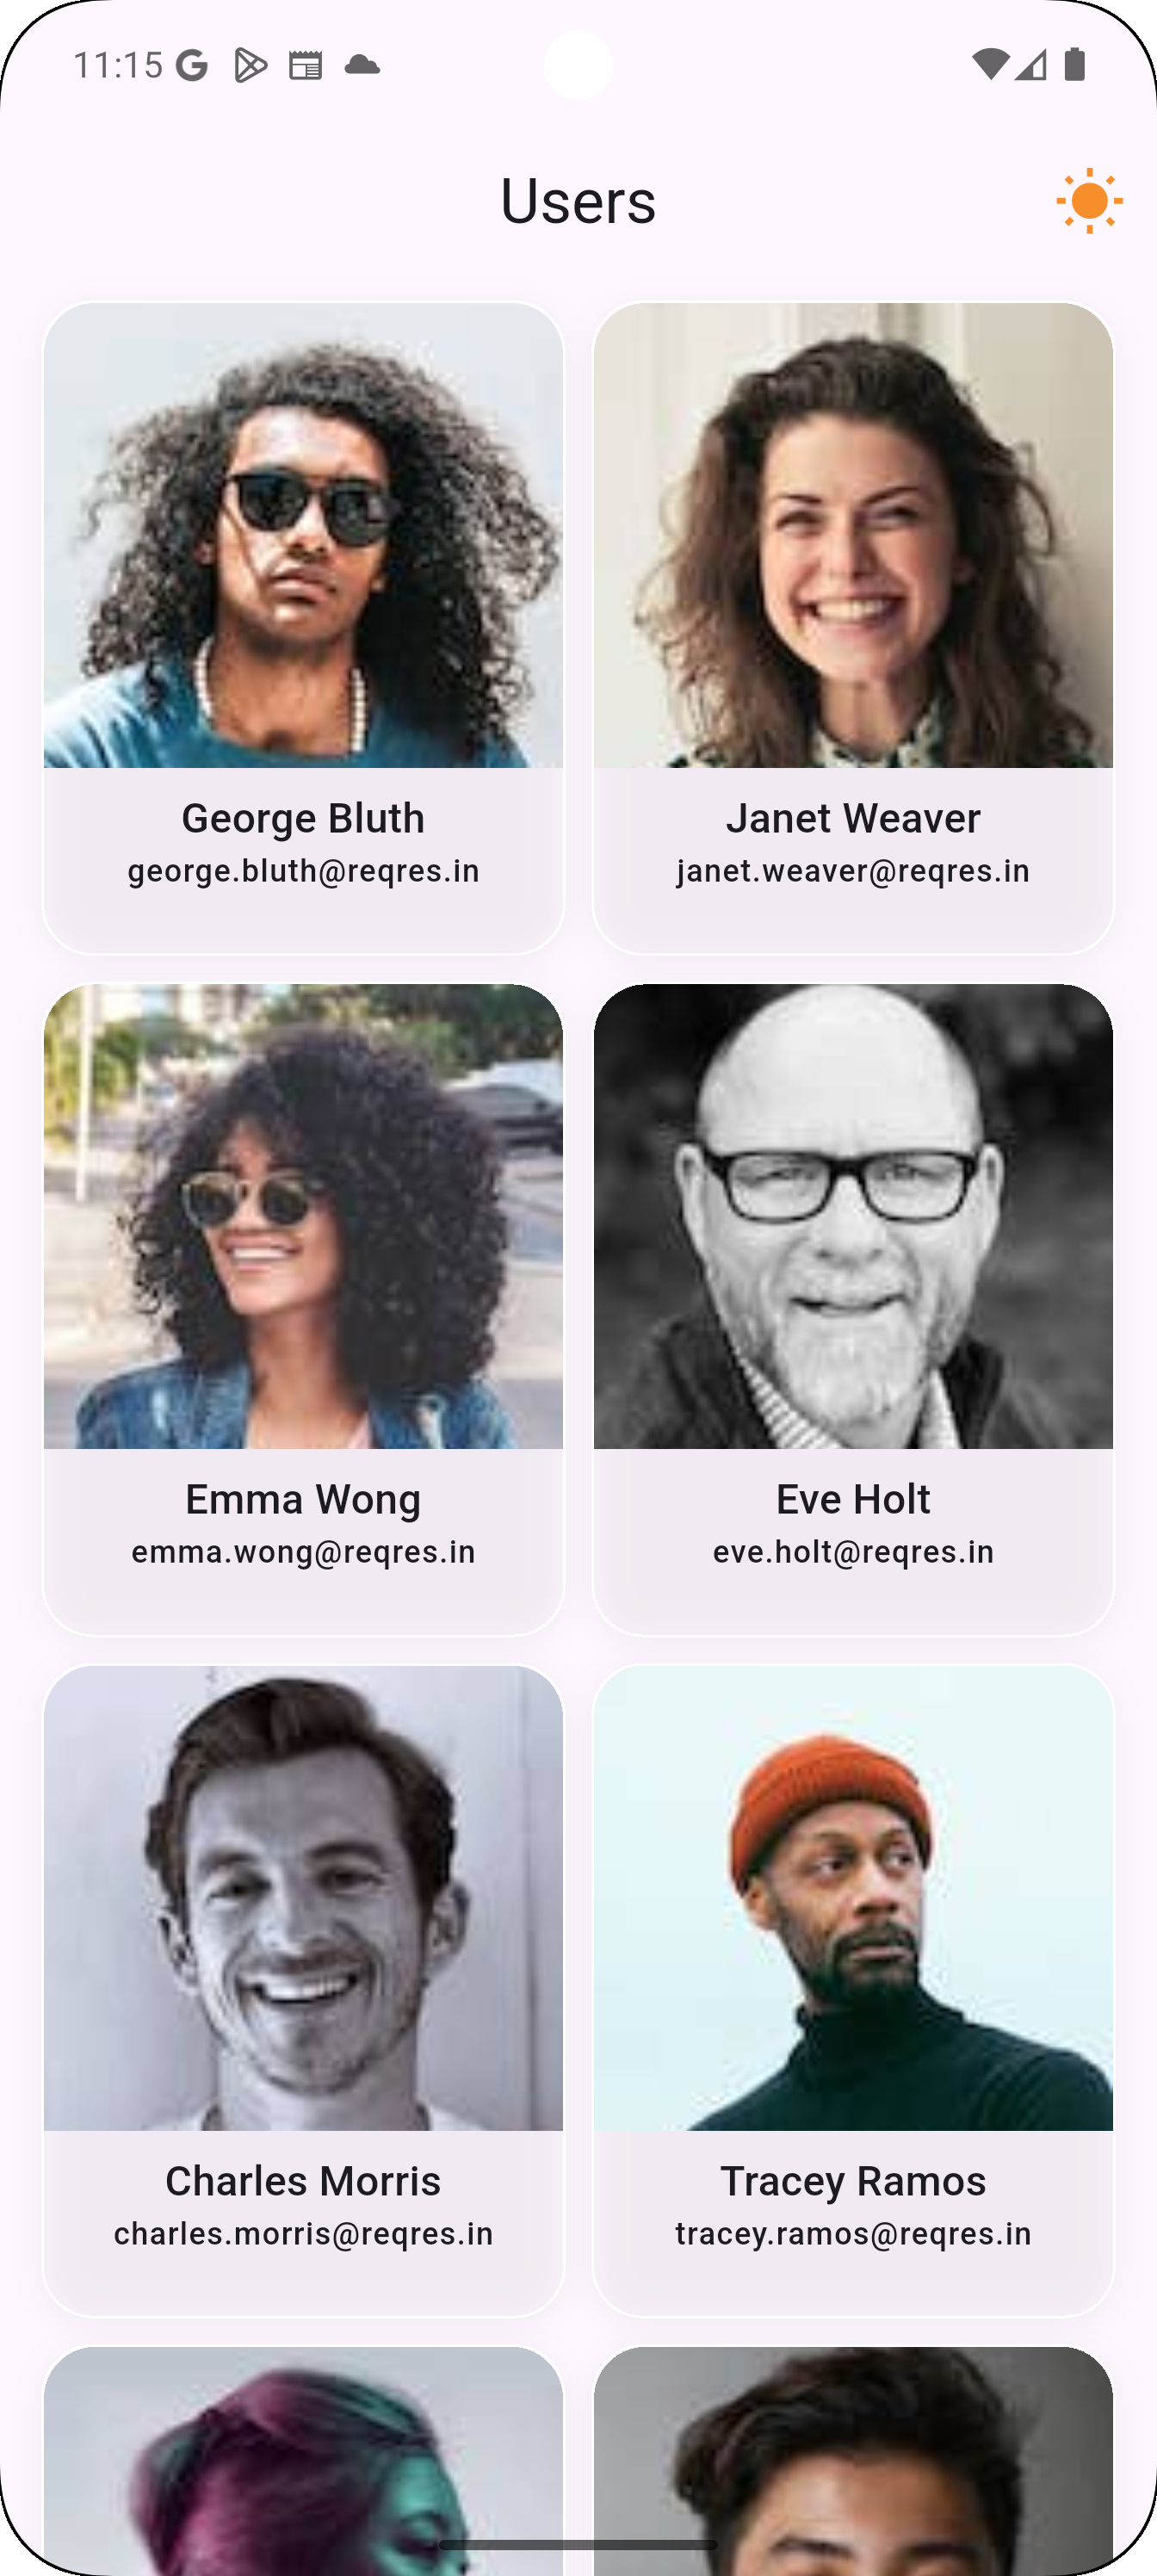 11:15
Users
George Bluth
george.bluth@reqres.in
Janet Weaver
janet.weaver@reqres.in
Emma Wong
emma.wong@reqres.in
Eve Holt
eve.holt@reqres.in
Charles Morris
charles.morris@reqres.in
Tracey Ramos
tracey.ramos@reqres.in